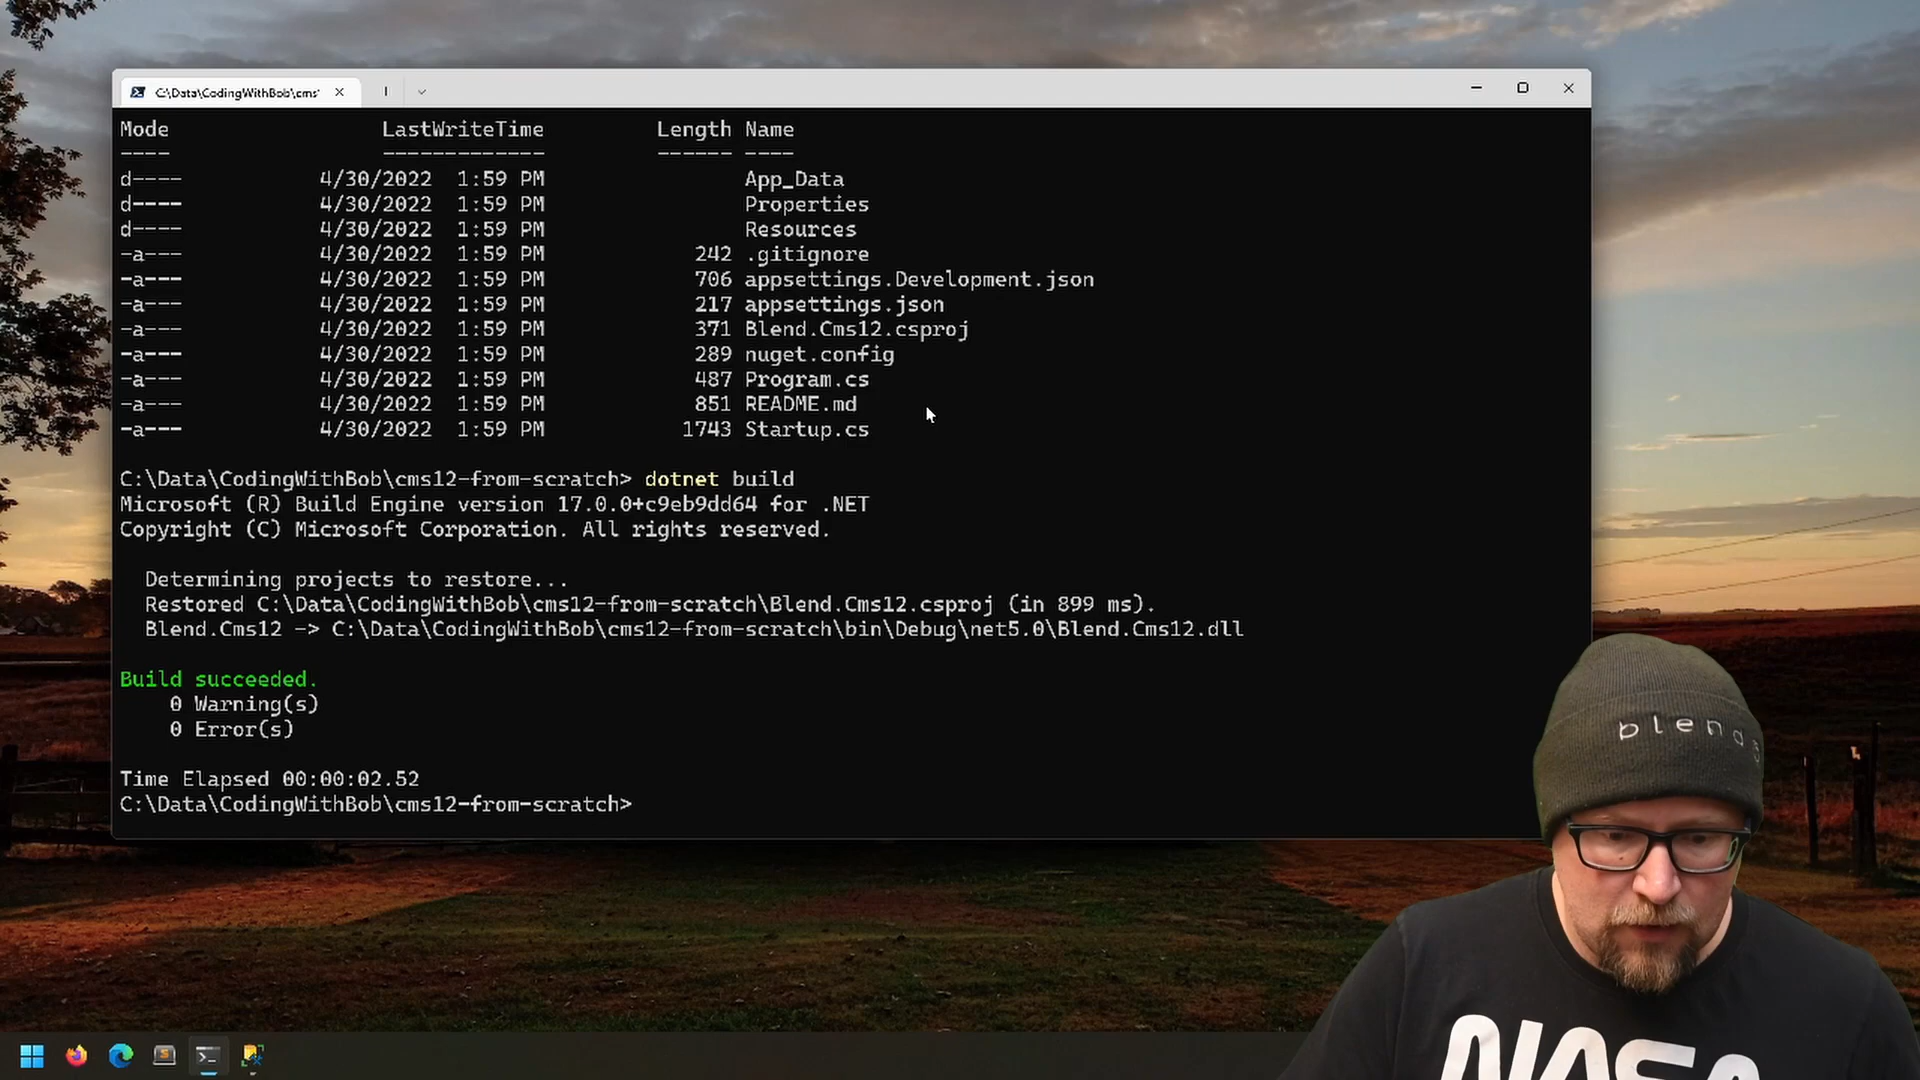 C:\Data\CodingWithBob\cms'
Mode LastWriteTime Length Name
---- ------------- ------ ----
d---- 4/30/2022 1:59 PM App_Data
d---- 4/30/2022 1:59 PM Properties
d---- 4/30/2022 1:59 PM Resources
-a--- 4/30/2022 1:59 PM 242 .gitignore
-a--- 4/30/2022 1:59 PM 706 appsettings.Development.json
-a--- 4/30/2022 1:59 PM 217 appsettings.json
-a--- 4/30/2022 1:59 PM 371 Blend.Cms12.csproj
-a--- 4/30/2022 1:59 PM 289 nuget.config
-a--- 4/30/2022 1:59 PM 487 Program.cs
-a--- 4/30/2022 1:59 PM 851 README.md
-a--- 4/30/2022 1:59 PM 1743 Startup.cs
C:\Data\CodingWithBob\cms12-from-scratch> dotnet build
Microsoft (R) Build Engine version 17.0.0+c9eb9dd64 for .NET
Copyright (C) Microsoft Corporation. All rights reserved.
Determining projects to restore...
Restored C:\Data\CodingWithBob\cms12-from-scratch\Blend.Cms12.csproj (in 899 ms).
Blend.Cms12 -> C:\Data\CodingWithBob\cms12-from-scratch\bin\Debug\net5.0\Blend.Cms12.dll
Build succeeded.
0 Warning(s)
0 Error(s)
Time Elapsed 00:00:02.52
C:\Data\CodingWithBob\cms12-from-scratch>
blend
NASA